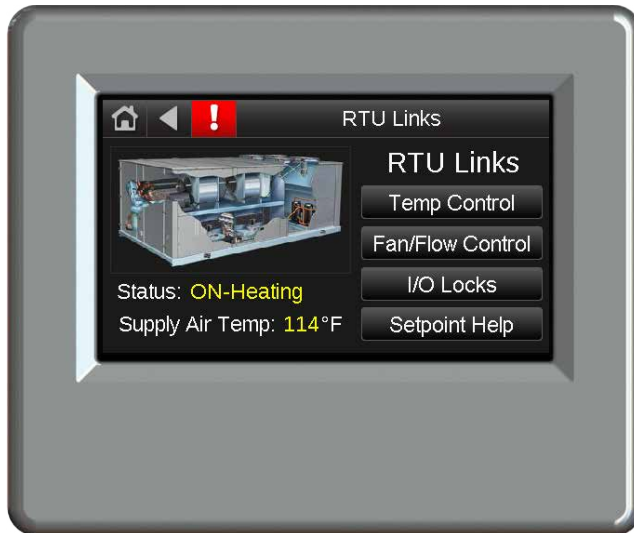 ! RTU Links
RTU Links
Temp Control
Fan/Flow Control
I/O Locks
Setpoint Help
Status: ON-Heating
Supply Air Temp: 114°F